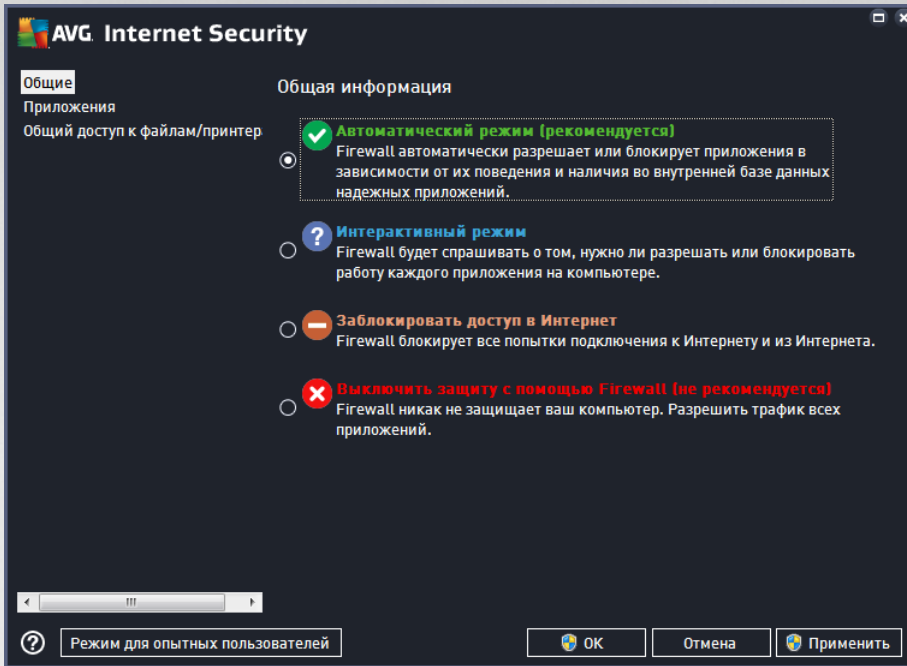 AVG. Internet Security
Общие
Приложения
Общий доступ к файлам/принтер
Общая информация
Автоматический режим (рекомендуется)
Firewall автоматически разрешает или блокирует приложения в
зависимости от их поведения и наличия во внутренней базе данных
надежных приложений.
Интерактивный режим
Firewall будет спрашивать о том, нужно ли разрешать или блокировать
работу каждого приложения на компьютере.
Заблокировать доступ в Интернет
Firewall блокирует все попытки подключения к Интернету и из Интернета.
Выключить защиту с помощью Firewall (не рекомендуется)
Firewall никак не защищает ваш компьютер. Разрешить трафик всех
приложений.
Режим для опытных пользователей
OK
Отмена
Применить